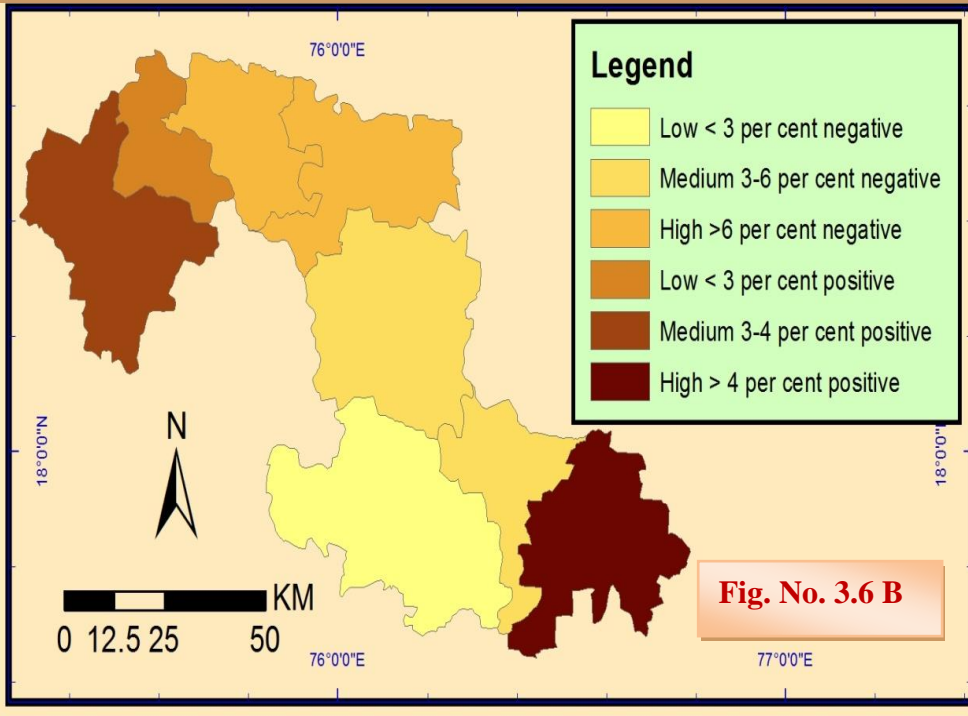 76°0'0"E
Legend
Low < 3 per cent negative
Medium 3-6 per cent negative
High >6 per cent negative
Low < 3 per cent positive
Medium 3-4 per cent positive
High > 4 per cent positive
N
18°0'0"N
18°0'0"N
KM
0 12.5 25 50
Fig. No. 3.6 B
76°0'0"E
77°0'0"E